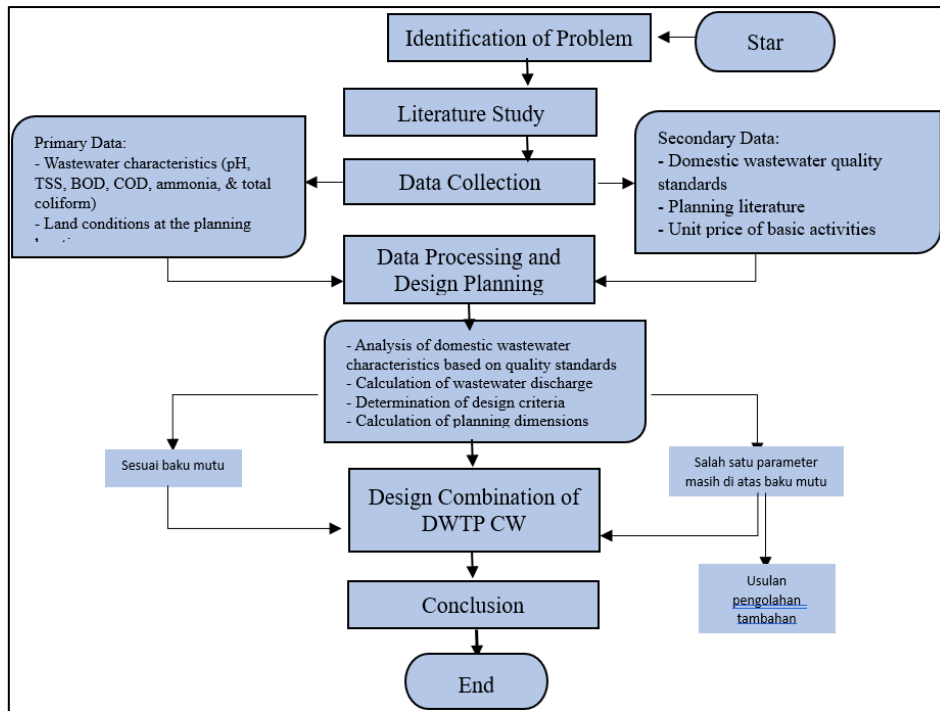 Identification of Problem
Star
Literature Study
Primary Data:
- Wastewater characteristics (pH,
TSS, BOD, COD, ammonia, & total
coliform)
- Land conditions at the planning
Data Collection
Secondary Data:
- Domestic wastewater quality
standards
- Planning literature
- Unit price of basic activities
Data Processing and
Design Planning
- Analysis of domestic wastewater
characteristics based on quality standards
- Calculation of wastewater discharge
- Determination of design criteria
- Calculation of planning dimensions
Sesuai baku mutu
Salah satu parameter
masih di atas baku mutu
Design Combination of
DWTP CW
Usulan
pengolahan
tambahan
Conclusion
End